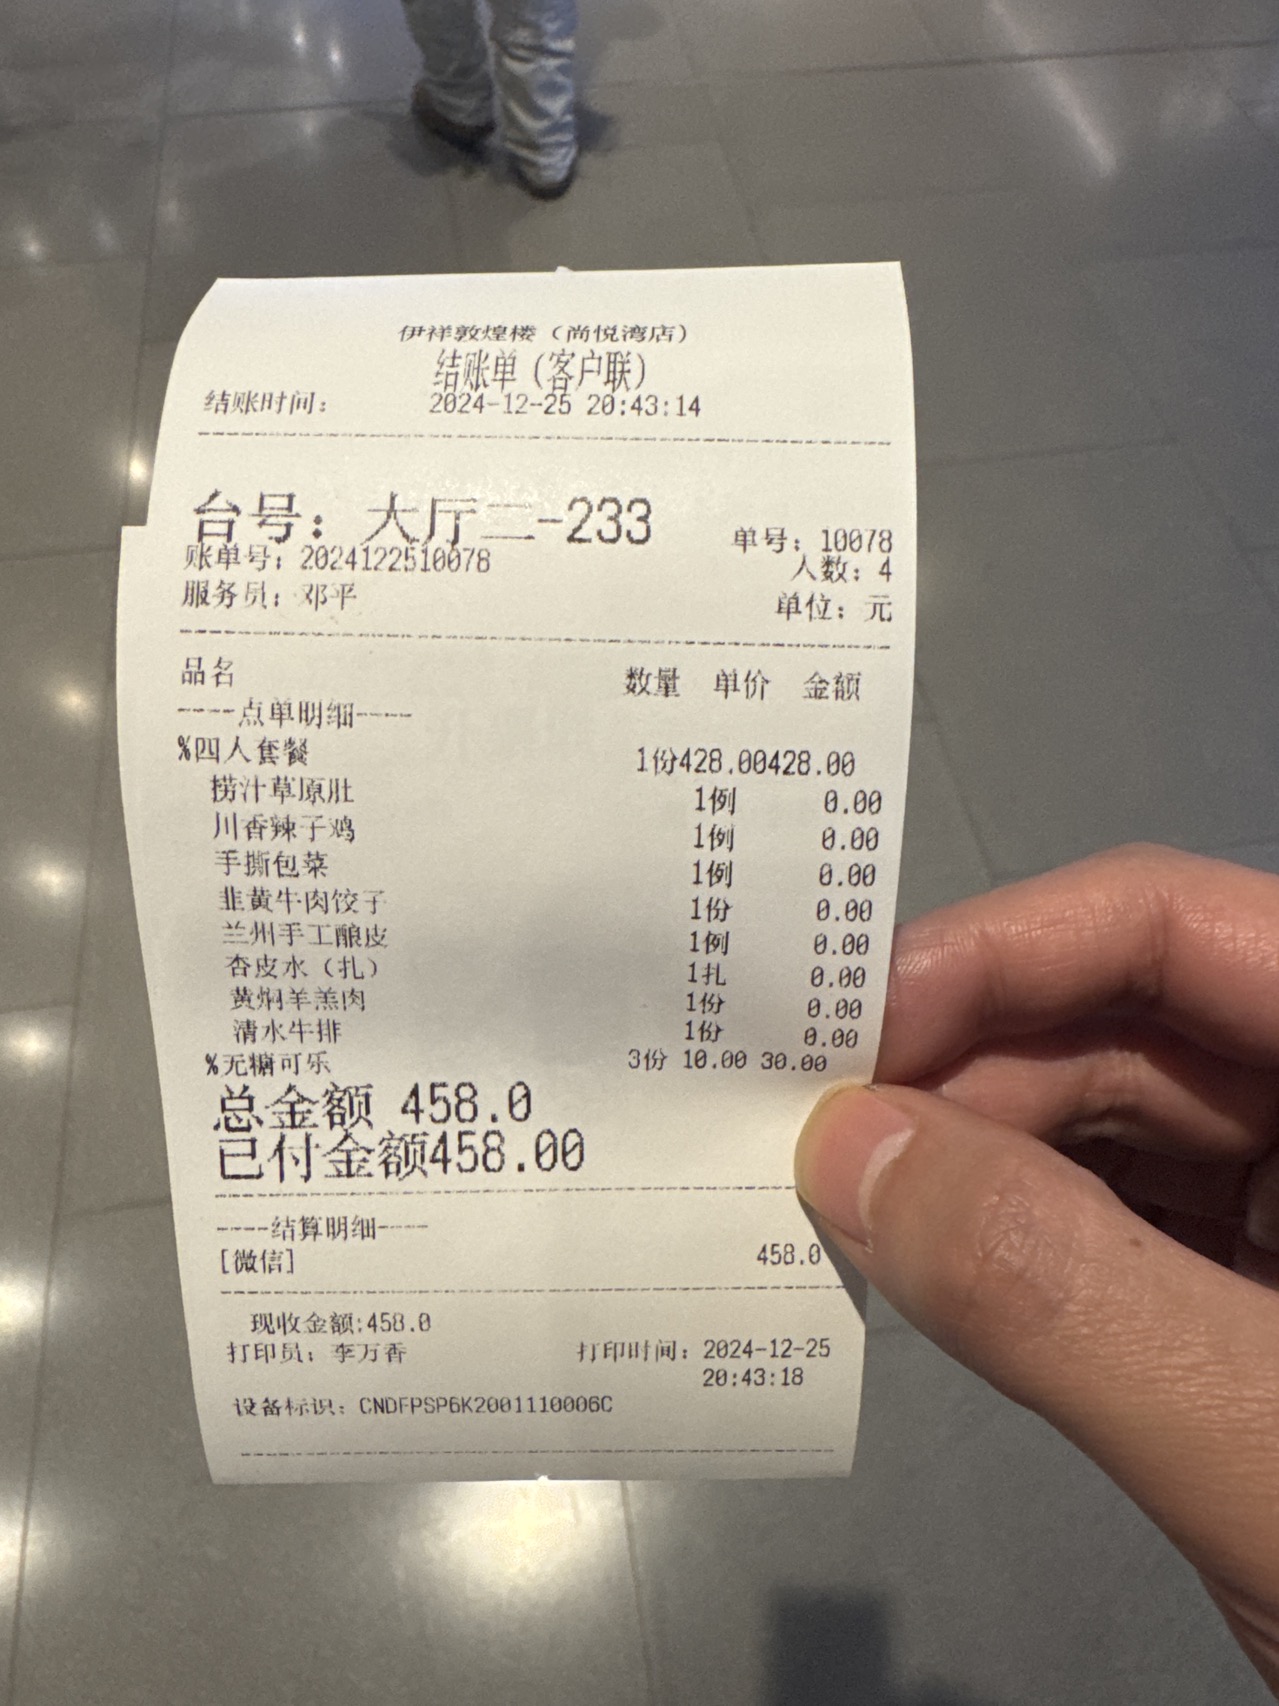 伊祥敦煌楼（尚悦湾店）
结账单（客户联）
结账时间： 2024-12-25 20:43:14
台号：大厅二-233
单号：10078
账单号：2024122510078
人数：4
服务员：邓平
单位：元
品名 数量 单价 金额
----点单明细----
%四人套餐 1份428.00428.00
捞汁草原肚 1例 0.00
川香辣子鸡 1例 0.00
手撕包菜 1例 0.00
韭黄牛肉饺子 1份 0.00
兰州手工酿皮 1例 0.00
杏皮水（扎） 1扎 0.00
黄焖羊羔肉 1份 0.00
清水牛排 1份 0.00
%无糖可乐 3份 10.00 30.00
总金额 458.0
已付金额458.00
----结算明细----
[微信] 458.0
现收金额:458.0
打印员：李万香 打印时间：2024-12-25
20:43:18
设备标识：CNDFPSP6K2001110006C